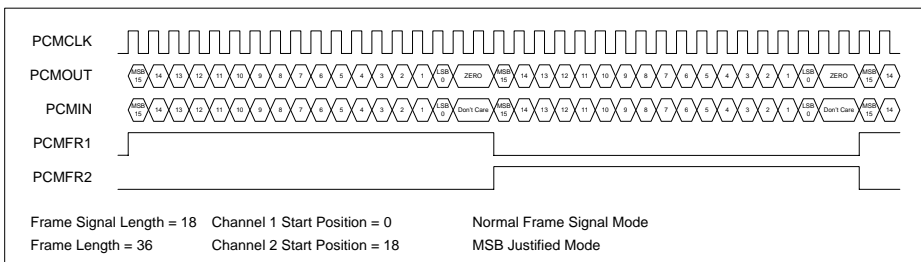 PCMCLK
PCMOUT MSB 15 14 13 12 11 10 9 8 7 6 5 4 3 2 1 LSB 0 ZERO MSB 15 14 13 12 11 10 9 8 7 6 5 4 3 2 1 LSB 0 ZERO MSB 15 14
PCMIN MSB 15 14 13 12 11 10 9 8 7 6 5 4 3 2 1 LSB 0 Don't Care MSB 15 14 13 12 11 10 9 8 7 6 5 4 3 2 1 LSB 0 Don't Care MSB 15 14
PCMFR1
PCMFR2
Frame Signal Length = 18 Channel 1 Start Position = 0 Normal Frame Signal Mode
Frame Length = 36 Channel 2 Start Position = 18 MSB Justified Mode